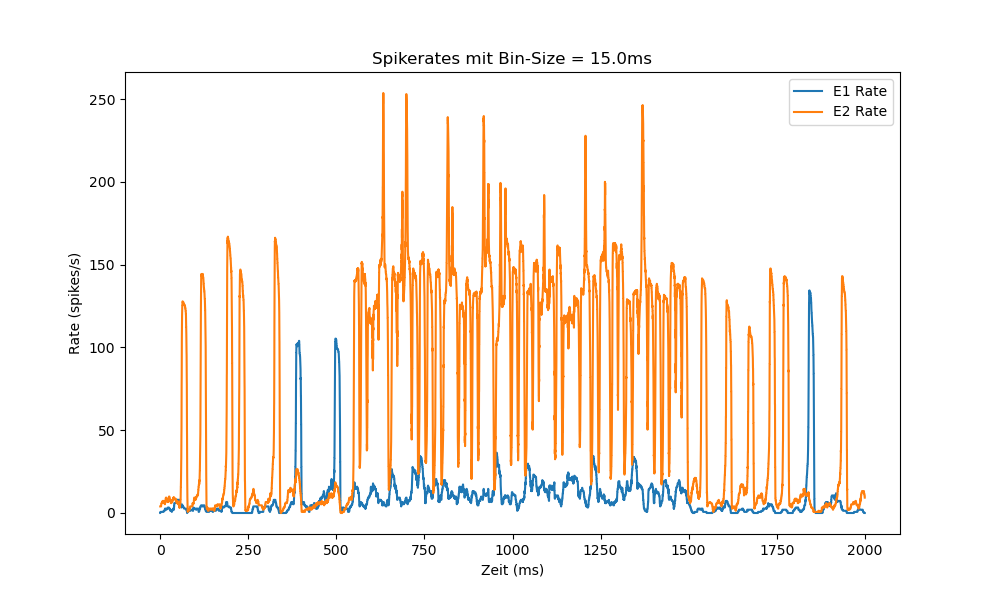 Spikerates mit Bin-Size = 15.0ms
E1 Rate
E2 Rate
Rate (spikes/s)
250
200
150
100
50
0
0 250 500 750 1000 1250 1500 1750 2000
Zeit (ms)